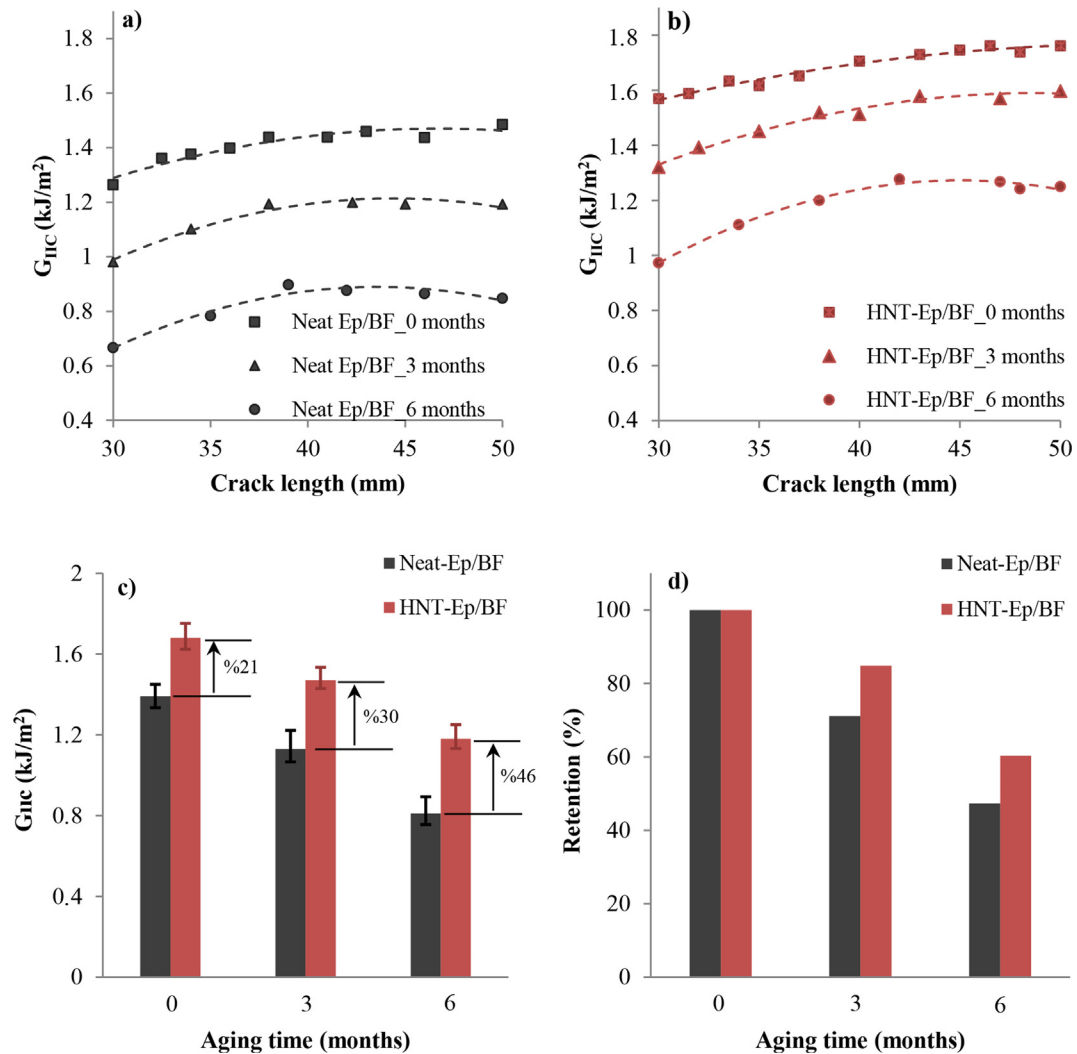 a)
1.8
1.6
1.4
1.2
1
0.8
0.6
0.4
G_IIC (kJ/m²)
Neat Ep/BF_0 months
Neat Ep/BF_3 months
Neat Ep/BF_6 months
30 35 40 45 50
Crack length (mm)
b)
1.8
1.6
1.4
1.2
1
0.8
0.6
0.4
G_IIC (kJ/m²)
HNT-Ep/BF_0 months
HNT-Ep/BF_3 months
HNT-Ep/BF_6 months
30 35 40 45 50
Crack length (mm)
c)
Neat-Ep/BF
HNT-Ep/BF
2
1.6
1.2
0.8
0.4
0
GIIC (kJ/m²)
%21
%30
%46
0 3 6
Aging time (months)
d)
Neat-Ep/BF
HNT-Ep/BF
100
80
60
40
20
0
Retention (%)
0 3 6
Aging time (months)